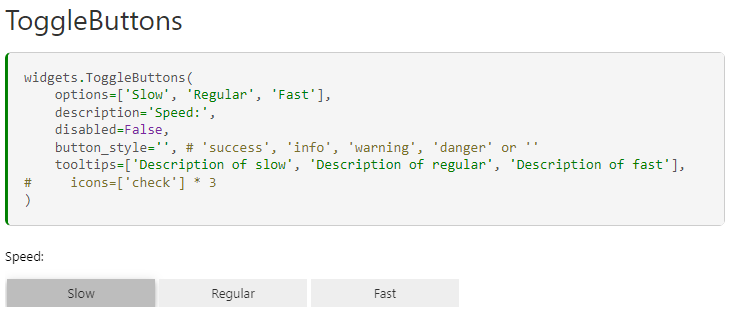 ToggleButtons
widgets.ToggleButtons(
    options=['Slow', 'Regular', 'Fast'],
    description='Speed:',
    disabled=False,
    button_style='', # 'success', 'info', 'warning', 'danger' or ''
    tooltips=['Description of slow', 'Description of regular', 'Description of fast'],
#     icons=['check'] * 3
)
Speed:
Slow Regular Fast